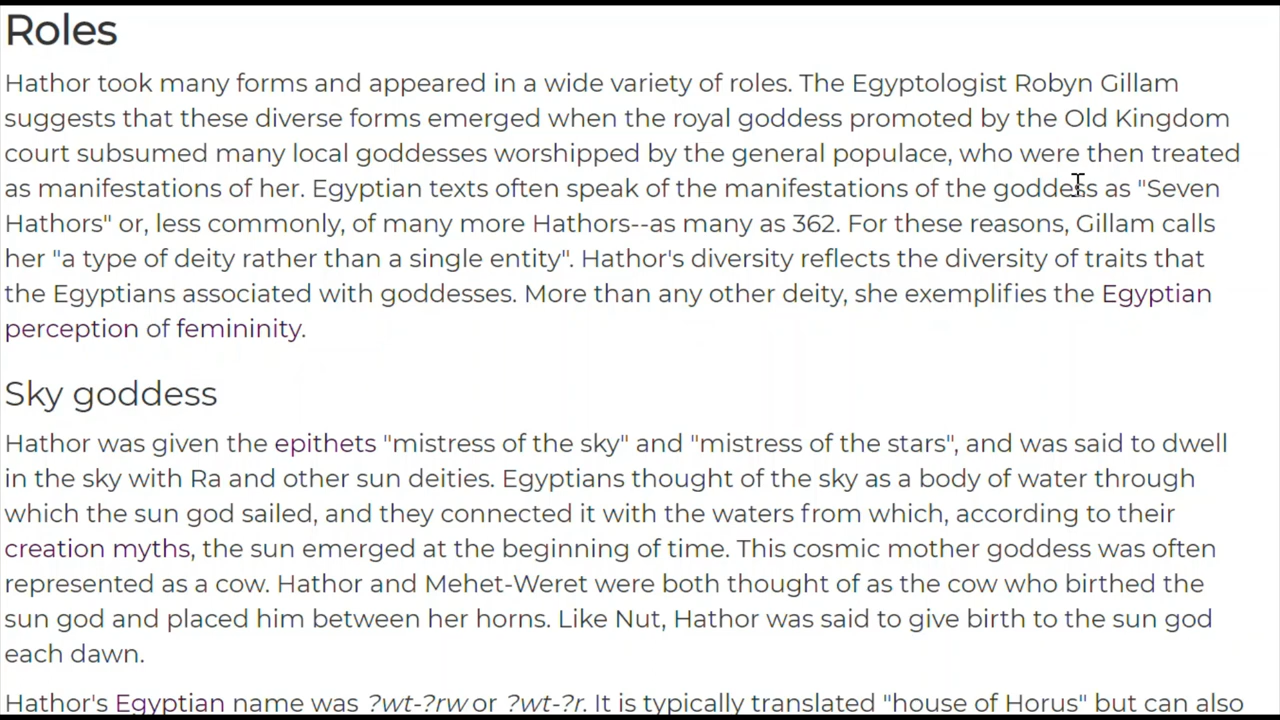 Roles
Hathor took many forms and appeared in a wide variety of roles. The Egyptologist Robyn Gillam
suggests that these diverse forms emerged when the royal goddess promoted by the Old Kingdom
court subsumed many local goddesses worshipped by the general populace, who were then treated
as manifestations of her. Egyptian texts often speak of the manifestations of the goddess as "Seven
Hathors" or, less commonly, of many more Hathors--as many as 362. For these reasons, Gillam calls
her "a type of deity rather than a single entity". Hathor's diversity reflects the diversity of traits that
the Egyptians associated with goddesses. More than any other deity, she exemplifies the Egyptian
perception of femininity.
Sky goddess
Hathor was given the epithets "mistress of the sky" and "mistress of the stars", and was said to dwell
in the sky with Ra and other sun deities. Egyptians thought of the sky as a body of water through
which the sun god sailed, and they connected it with the waters from which, according to their
creation myths, the sun emerged at the beginning of time. This cosmic mother goddess was often
represented as a cow. Hathor and Mehet-Weret were both thought of as the cow who birthed the
sun god and placed him between her horns. Like Nut, Hathor was said to give birth to the sun god
each dawn.
Hathor's Egyptian name was ?wt-?rw or ?wt-?r. It is typically translated "house of Horus" but can also